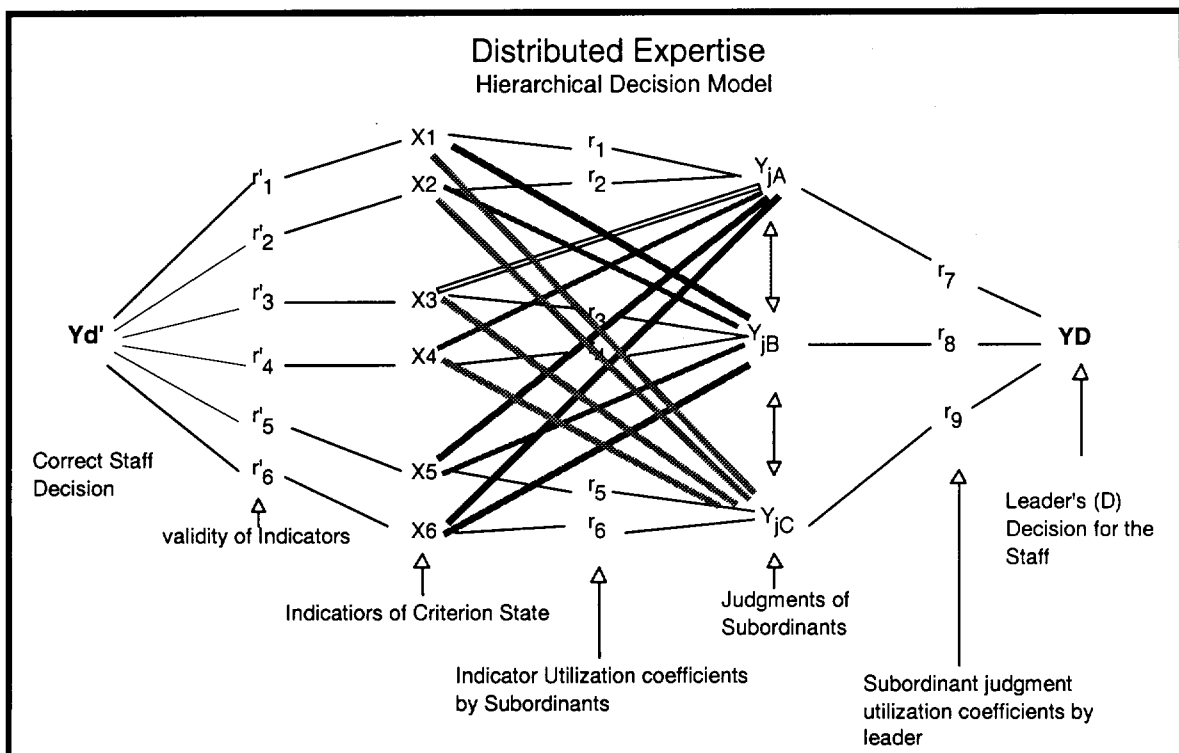 Distributed Expertise
Hierarchical Decision Model
X1
r1
r'1
X2
r2
YjA
r'2
r7
r'3
X3
r3
Yd'
YjB
r8
YD
r'4
X4
r'5
r9
Correct Staff
Decision
r'6
X5
r5
YjC
validity of Indicators
X6
r6
Leader's (D)
Decision for the
Staff
Indicatiors of Criterion State
Judgments of
Subordinants
Indicator Utilization coefficients
by Subordinants
Subordinant judgment
utilization coefficients by
leader